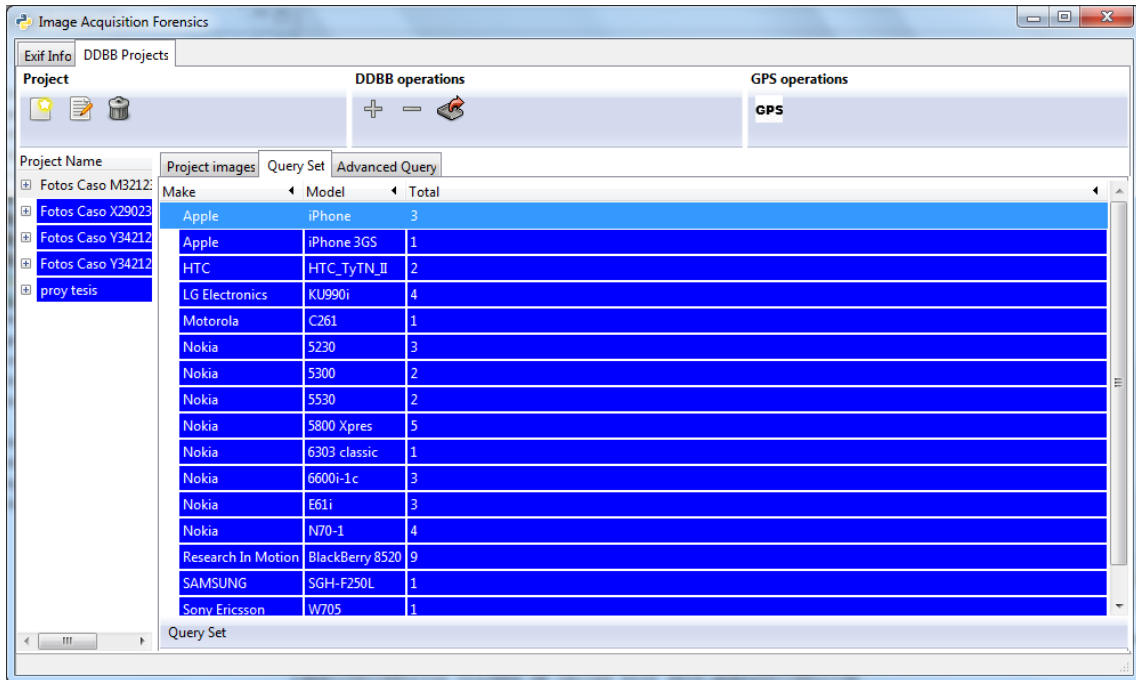 Image Acquisition Forensics
Exif Info DDBB Projects
Project DDBB operations GPS operations
GPS
Project Name
Fotos Caso M3212
Fotos Caso X29023
Fotos Caso Y34212
Fotos Caso Y34212
proy tesis
Project images Query Set Advanced Query
Make Model Total
Apple iPhone 3
Apple iPhone 3GS 1
HTC HTC_TyTN_II 2
LG Electronics KU990i 4
Motorola C261 1
Nokia 5230 3
Nokia 5300 2
Nokia 5530 2
Nokia 5800 Xpres 5
Nokia 6303 classic 1
Nokia 6600i-1c 3
Nokia E61i 3
Nokia N70-1 4
Research In Motion BlackBerry 8520 9
SAMSUNG SGH-F250L 1
Sony Ericsson W705 1
Query Set